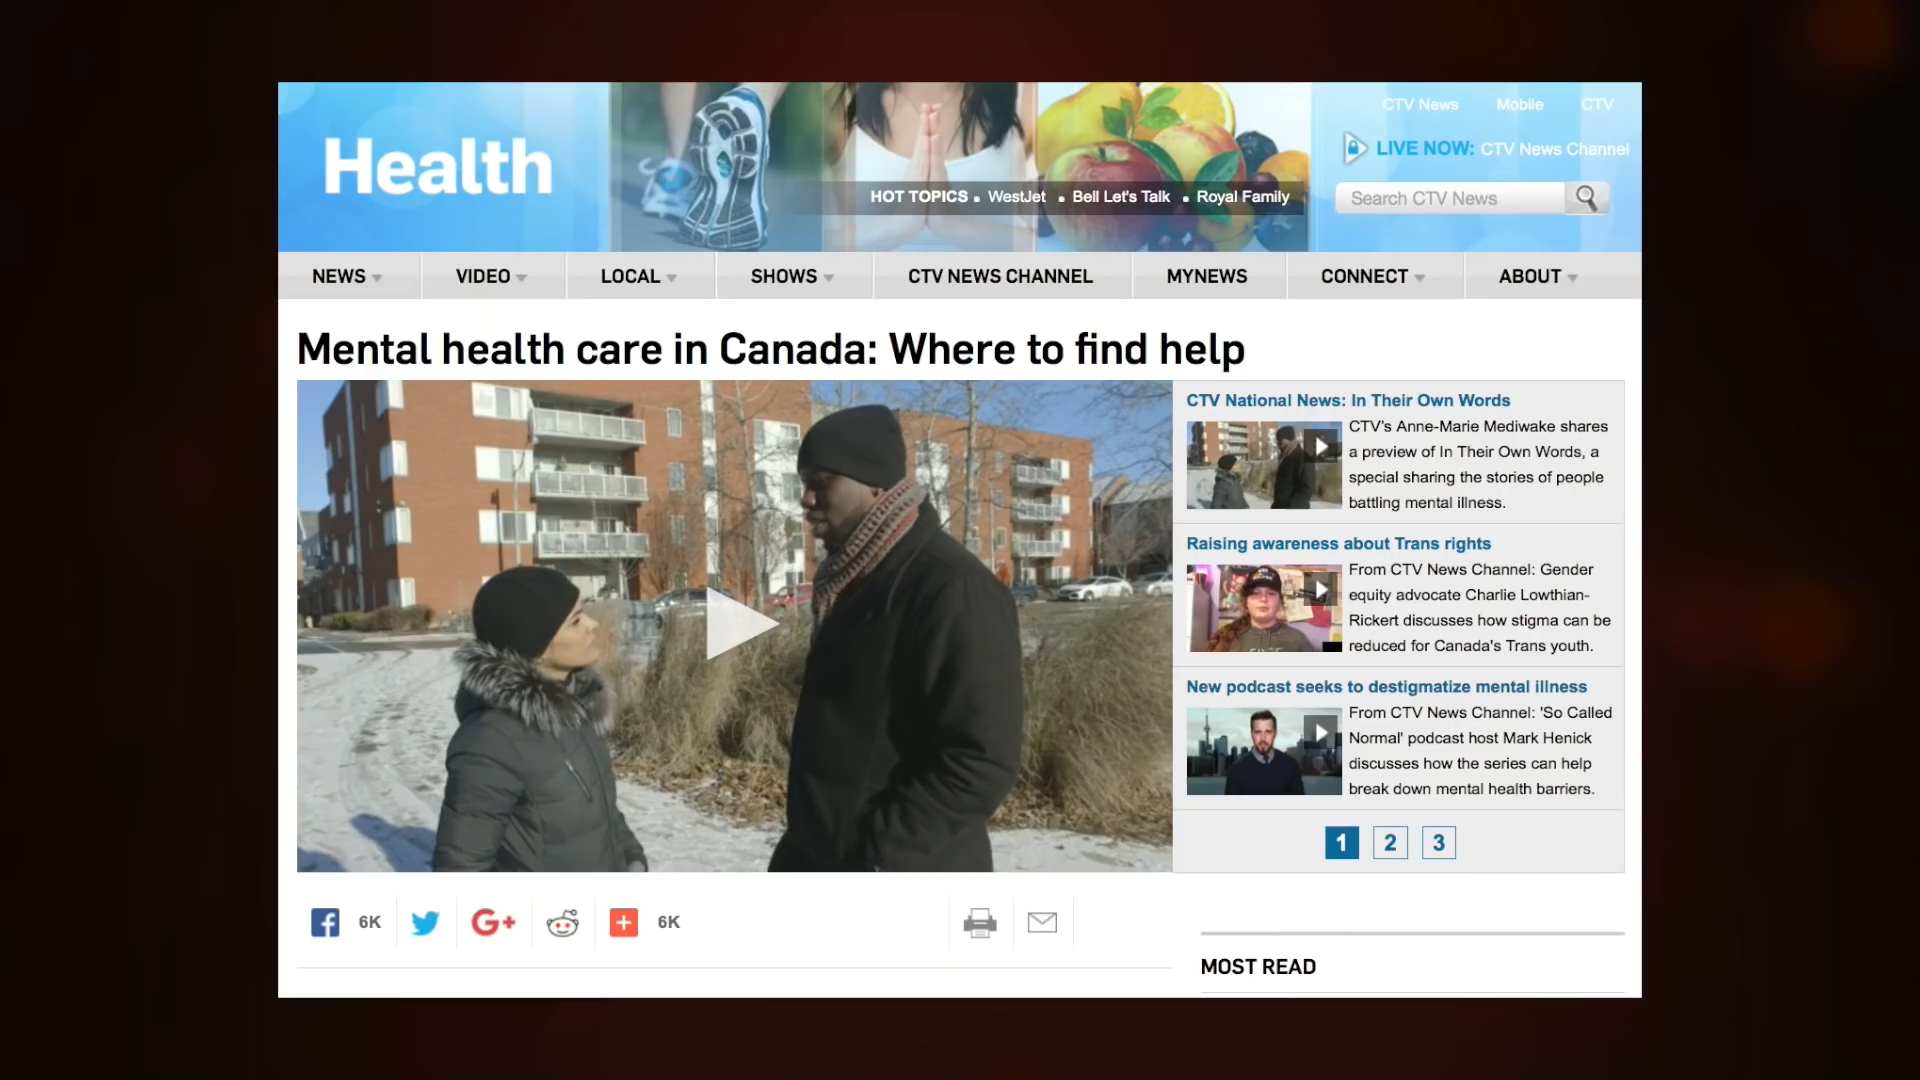 CTV News Mobile CTV
Health
LIVE NOW: CTV News Channel
HOT TOPICS • WestJet • Bell Let's Talk • Royal Family
Search CTV News
NEWS VIDEO LOCAL SHOWS CTV NEWS CHANNEL MYNEWS CONNECT ABOUT
Mental health care in Canada: Where to find help
CTV National News: In Their Own Words
CTV's Anne-Marie Mediwake shares
a preview of In Their Own Words, a
special sharing the stories of people
battling mental illness.
Raising awareness about Trans rights
From CTV News Channel: Gender
equity advocate Charlie Lowthian-
Rickert discusses how stigma can be
reduced for Canada's Trans youth.
New podcast seeks to destigmatize mental illness
From CTV News Channel: 'So Called
Normal' podcast host Mark Henick
discusses how the series can help
break down mental health barriers.
1 2 3
f 6K G+ + 6K
MOST READ